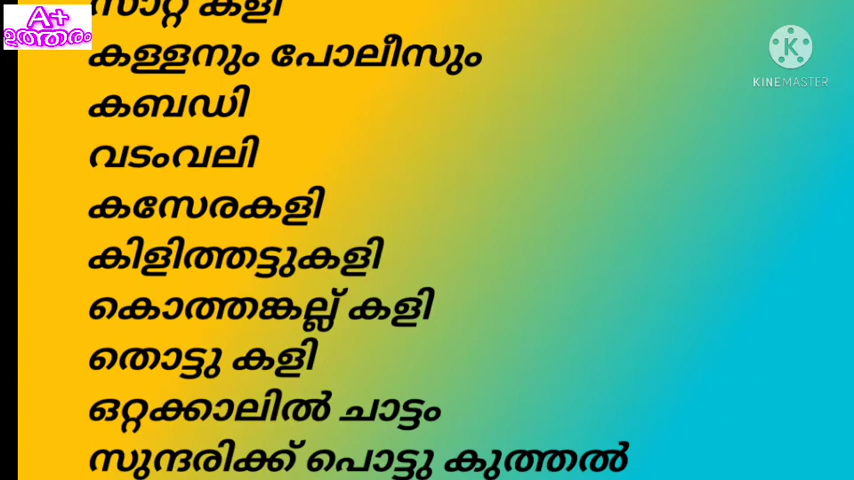 A+
ഉത്തരം
സാറ്റ് കളി
കള്ളനും പോലീസും
KINEMASTER
കബഡി
വടംവലി
കസേരകളി
കിളിത്തട്ടുകളി
കൊത്തങ്കല്ല് കളി
തൊട്ടു കളി
ഒറ്റക്കാലിൽ ചാട്ടം
സുന്ദരിക്ക് പൊട്ടു കുത്തൽ